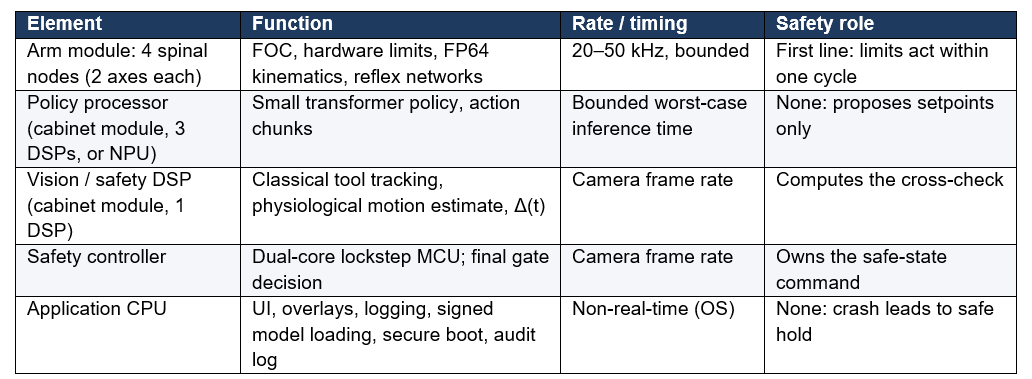 Element Function Rate / timing Safety role
Arm module: 4 spinal FOC, hardware limits, FP64 20–50 kHz, bounded First line: limits act within
nodes (2 axes each) kinematics, reflex networks one cycle
Policy processor Small transformer policy, action Bounded worst-case None: proposes setpoints
(cabinet module, 3 chunks inference time only
DSPs, or NPU)
Vision / safety DSP Classical tool tracking, Camera frame rate Computes the cross-check
(cabinet module, 1 physiological motion estimate, Δ(t)
DSP)
Safety controller Dual-core lockstep MCU; final gate Camera frame rate Owns the safe-state
decision command
Application CPU UI, overlays, logging, signed Non-real-time (OS) None: crash leads to safe
model loading, secure boot, audit hold
log